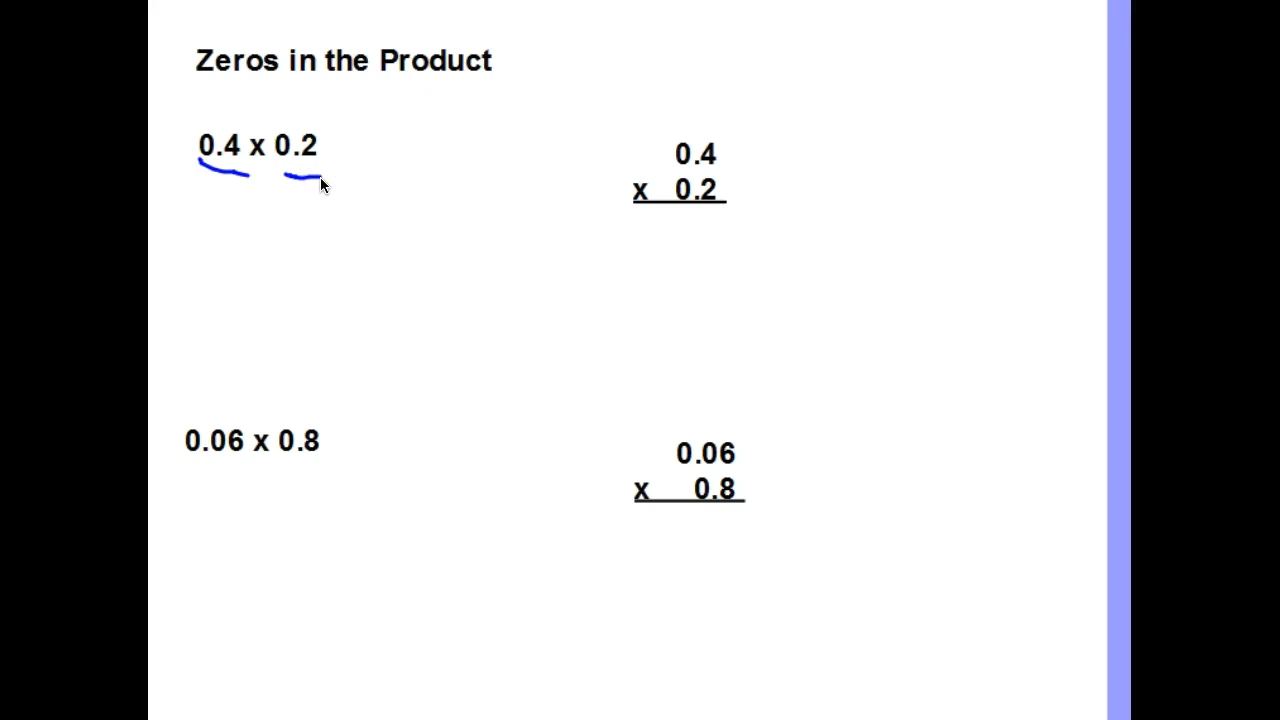 Zeros in the Product
0.4 x 0.2
0.4
x 0.2
0.06 x 0.8
0.06
x 0.8